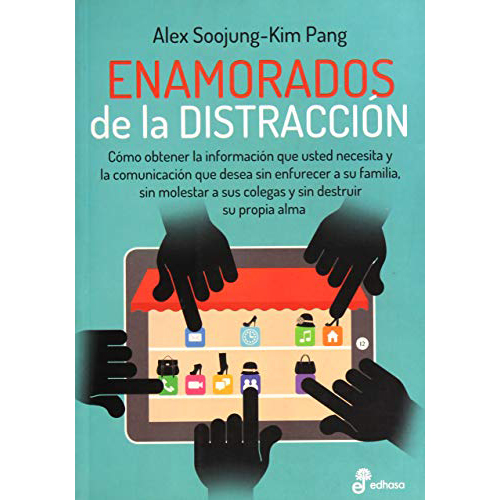 Alex Soojung-Kim Pang
ENAMORADOS
de la DISTRACCIÓN
Cómo obtener la información que usted necesita y
la comunicación que desea sin enfurecer a su familia,
sin molestar a sus colegas y sin destruir
su propia alma
12
edhasa